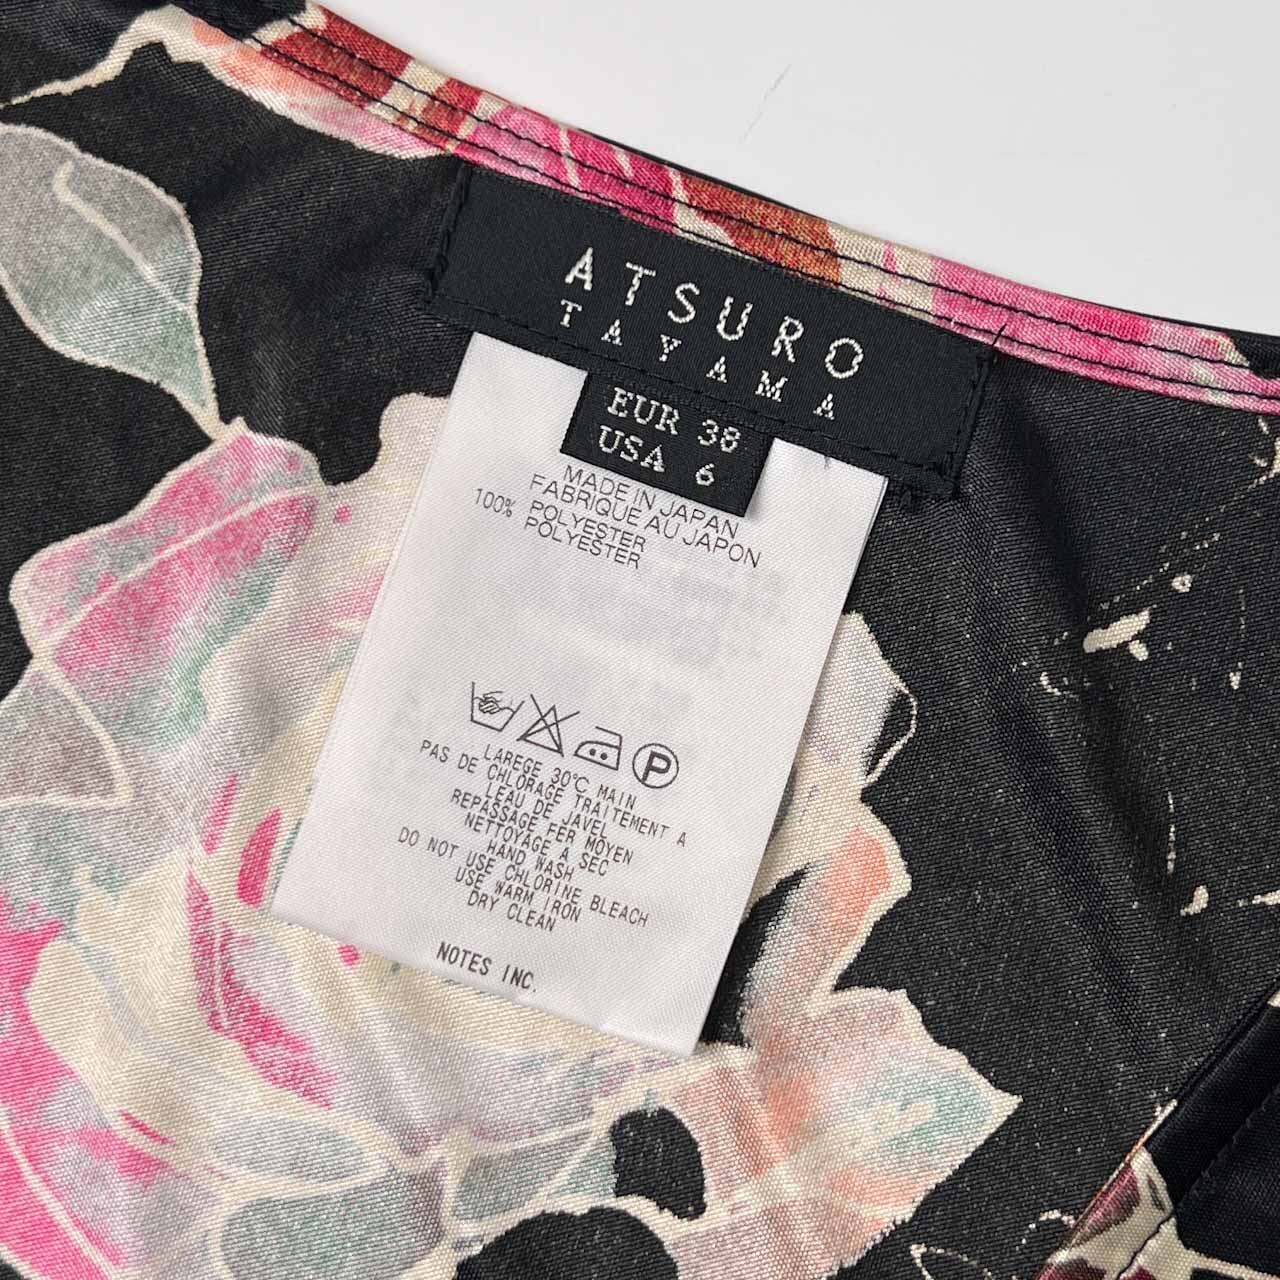 ATSURO
TAYAMA
EUR 38
USA 6
MADE IN JAPAN
FABRIQUE AU JAPON
100% POLYESTER
POLYESTER
P
LAREGE 30℃ MAIN
PAS DE CHLORAGE TRAITEMENT A
LEAU DE JAVEL
REPASSAGE FER MOYEN
NETTOYAGE A SEC
HAND WASH
DO NOT USE CHLORINE BLEACH
USE WARM IRON
DRY CLEAN
NOTES INC.